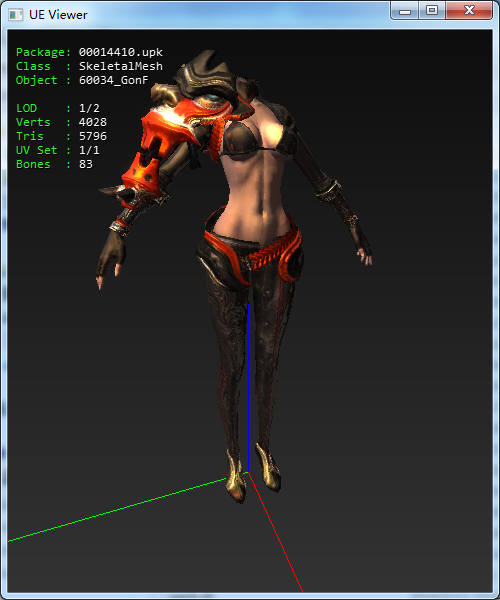 UE Viewer
Package: 00014410.upk
Class : SkeletalMesh
Object : 60034_GonF
LOD : 1/2
Verts : 4028
Tris : 5796
UV Set : 1/1
Bones : 83